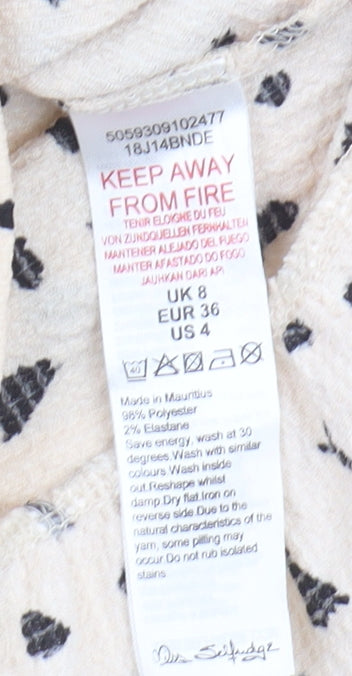 5059309102477
18J14BNDE
KEEP AWAY
FROM FIRE
TENIR ELOIGNE DU FEU
VON ZUNDQUELLEN FERNHALTEN
MANTENER ALEJADO DEL FUEGO
MANTER AFASTADO DO FOGO
JAUHKAN DARI API
UK 8
EUR 36
US 4
40
Made in Mauritius
98% Polyester
2% Elastane
Save energy, wash at 30
degrees.Wash with similar
colours.Wash inside
out.Reshape whilst
damp.Dry flat.Iron on
reverse side.Due to the
natural characteristics of the
yarn, some pilling may
occur.Do not rub isolated
stains
Miss Selfridge